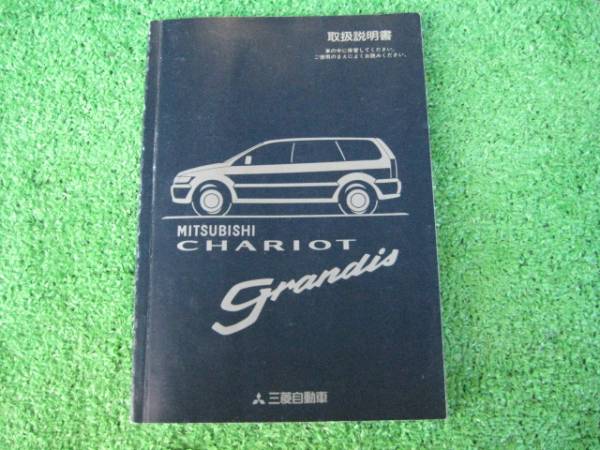 取扱説明書
車の中に保管してください。
ご使用のまえによくお読みください。
MITSUBISHI
CHARIOT
grandis
三菱自動車